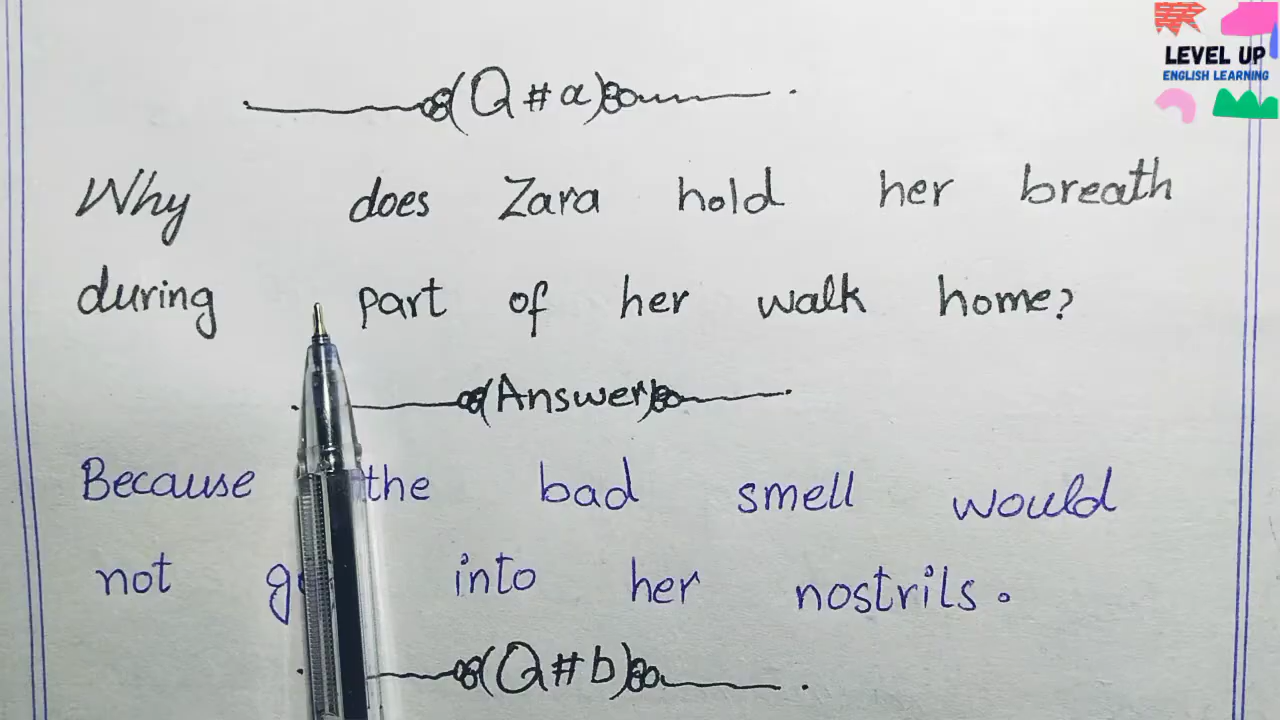 LEVEL UP
ENGLISH LEARNING
(Q#a)
Why does Zara hold her breath
during part of her walk home?
(Answer)
Because the bad smell would
not into her nostrils.
(Q#b)